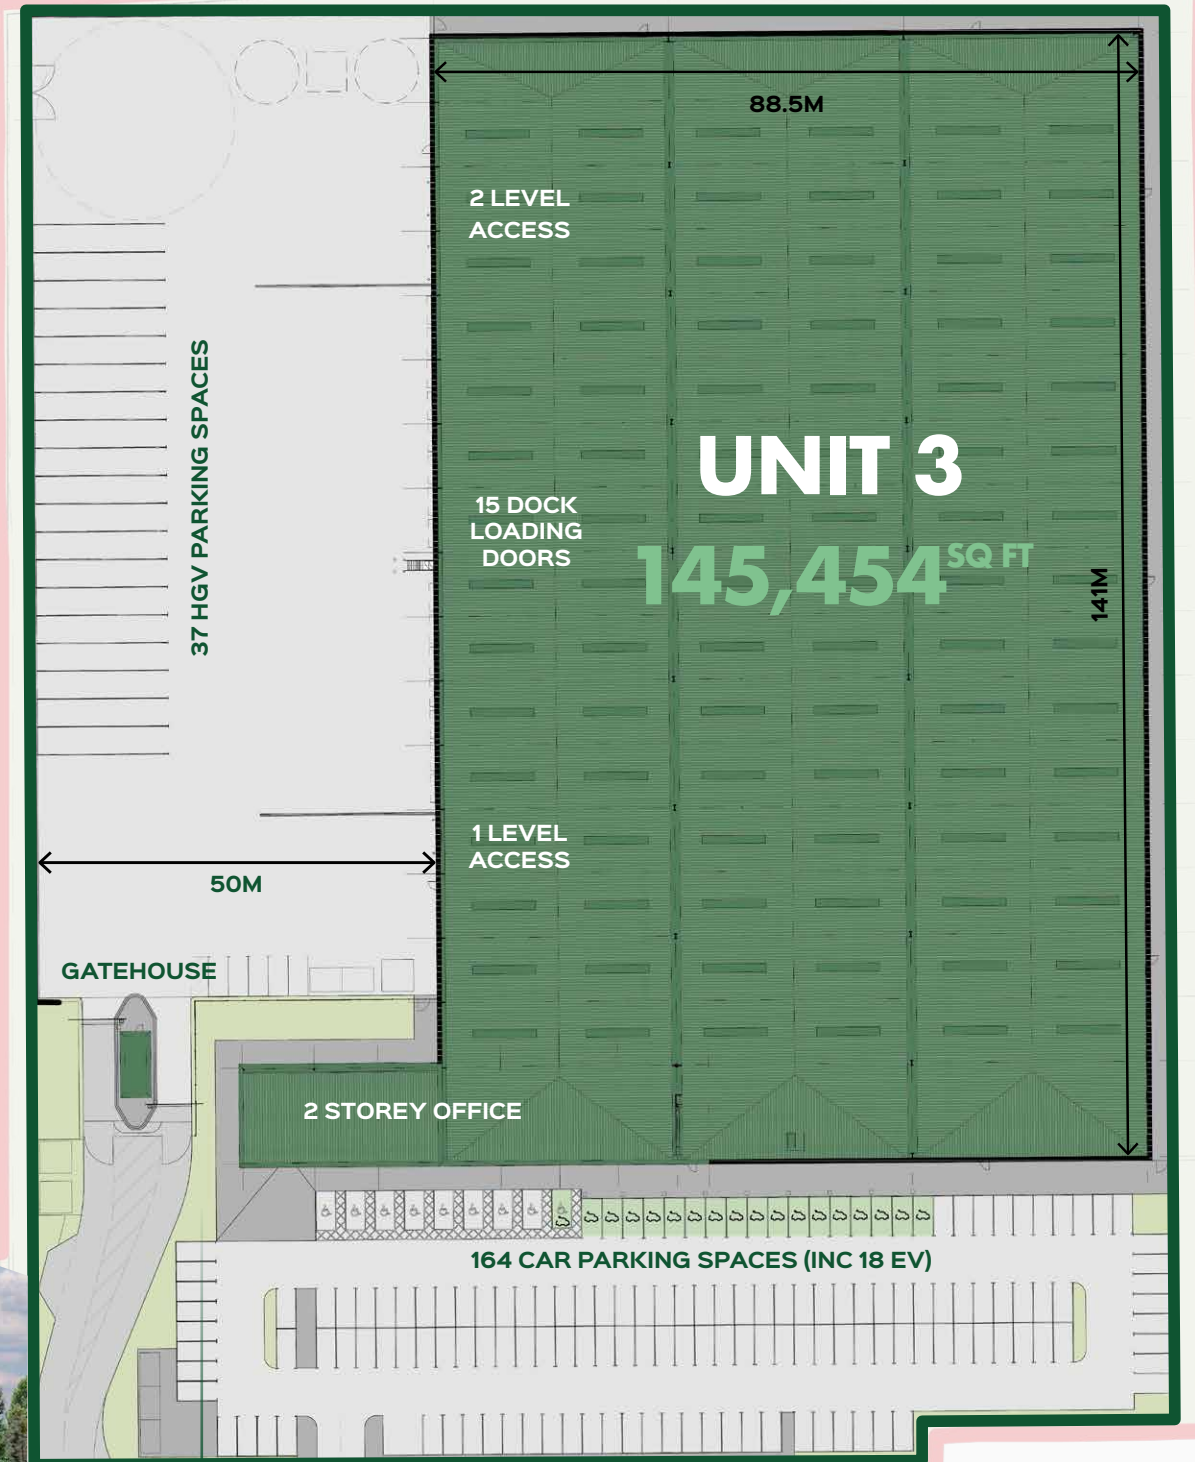 88.5M
2 LEVEL
ACCESS
37 HGV PARKING SPACES
UNIT 3
15 DOCK
LOADING
DOORS
145,454 SQ FT
141M
1 LEVEL
ACCESS
50M
GATEHOUSE
2 STOREY OFFICE
164 CAR PARKING SPACES (INC 18 EV)